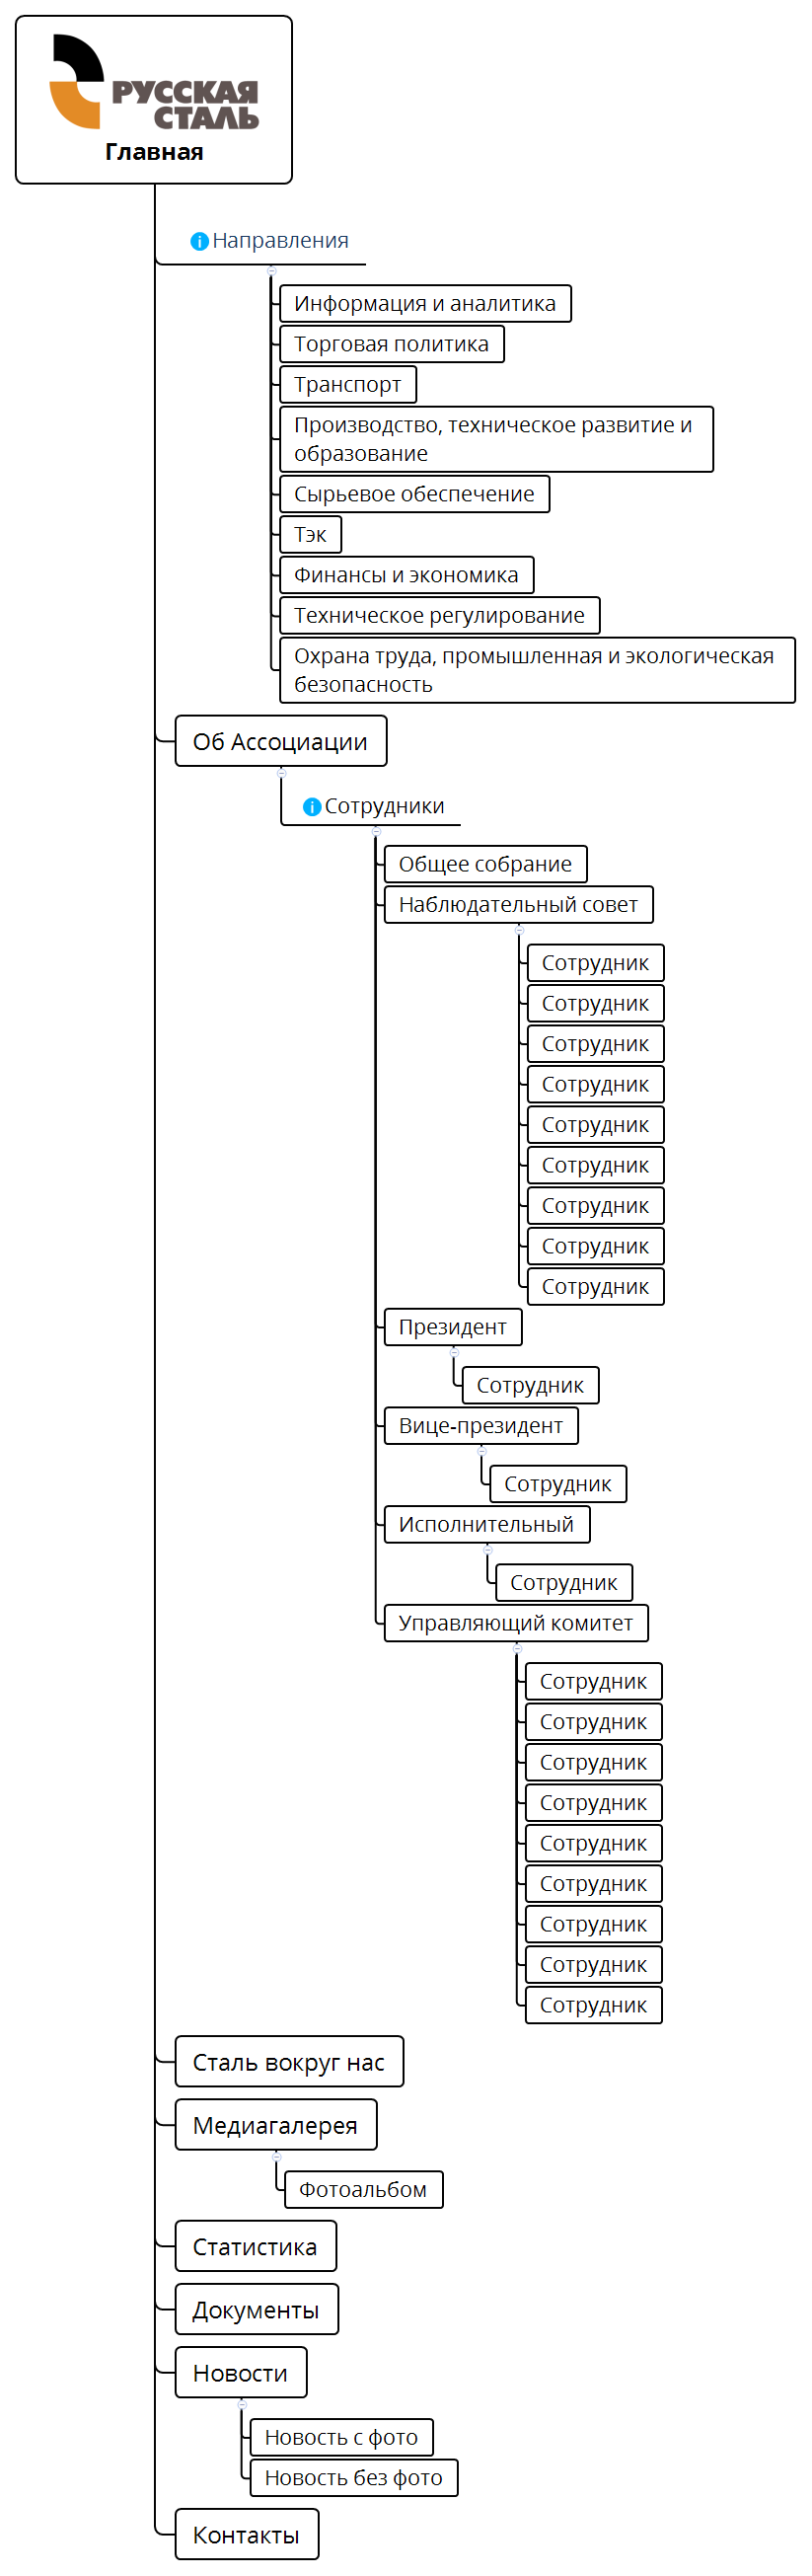 РУССКАЯ
СТАЛЬ
Главная
Направления
Информация и аналитика
Торговая политика
Транспорт
Производство, техническое развитие и
образование
Сырьевое обеспечение
Тэк
Финансы и экономика
Техническое регулирование
Охрана труда, промышленная и экологическая
безопасность
Об Ассоциации
Сотрудники
Общее собрание
Наблюдательный совет
Сотрудник
Сотрудник
Сотрудник
Сотрудник
Сотрудник
Сотрудник
Сотрудник
Сотрудник
Сотрудник
Президент
Сотрудник
Вице-президент
Сотрудник
Исполнительный
Сотрудник
Управляющий комитет
Сотрудник
Сотрудник
Сотрудник
Сотрудник
Сотрудник
Сотрудник
Сотрудник
Сотрудник
Сотрудник
Сталь вокруг нас
Медиагалерея
Фотоальбом
Статистика
Документы
Новости
Новость с фото
Новость без фото
Контакты